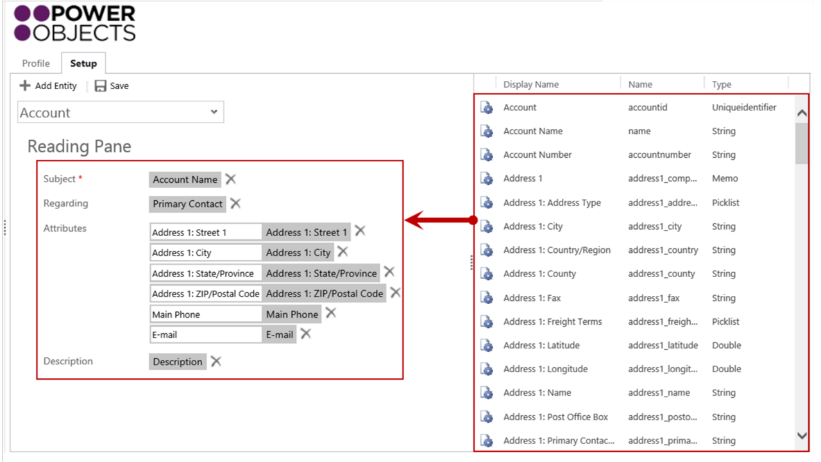 POWER
OBJECTS
Profile Setup
Add Entity Save
Account
Reading Pane
Subject * Account Name
Regarding Primary Contact
Attributes
Address 1: Street 1 Address 1: Street 1
Address 1: City Address 1: City
Address 1: State/Province Address 1: State/Province
Address 1: ZIP/Postal Code Address 1: ZIP/Postal Code
Main Phone Main Phone
E-mail E-mail
Description Description
Display Name Name Type
Account accountid Uniqueidentifier
Account Name name String
Account Number accountnumber String
Address 1 address1_comp... Memo
Address 1: Address Type address1_addre... Picklist
Address 1: City address1_city String
Address 1: Country/Region address1_country String
Address 1: County address1_county String
Address 1: Fax address1_fax String
Address 1: Freight Terms address1_freigh... Picklist
Address 1: Latitude address1_latitude Double
Address 1: Longitude address1_longit... Double
Address 1: Name address1_name String
Address 1: Post Office Box address1_posto... String
Address 1: Primary Contac... address1_prima... String